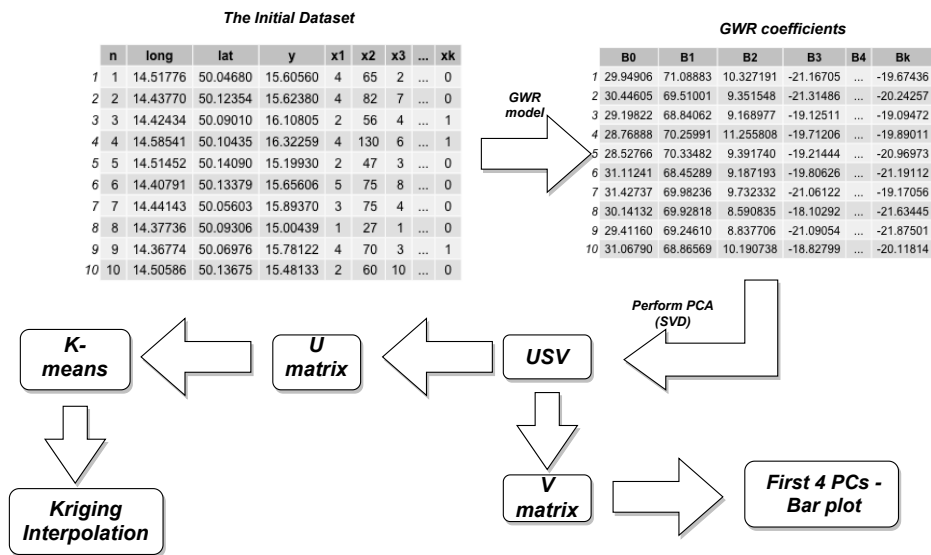 The Initial Dataset
n long lat y x1 x2 x3 ... xk
1 1 14.51776 50.04680 15.60560 4 65 2 ... 0
2 2 14.43770 50.12354 15.62380 4 82 7 ... 0
3 3 14.42434 50.09010 16.10805 2 56 4 ... 1
4 4 14.58541 50.10435 16.32259 4 130 6 ... 1
5 5 14.51452 50.14090 15.19930 2 47 3 ... 0
6 6 14.40791 50.13379 15.65606 5 75 8 ... 0
7 7 14.44143 50.05603 15.89370 3 75 4 ... 0
8 8 14.37736 50.09306 15.00439 1 27 1 ... 0
9 9 14.36774 50.06976 15.78122 4 70 3 ... 1
10 10 14.50586 50.13675 15.48133 2 60 10 ... 0
GWR
model
GWR coefficients
B0 B1 B2 B3 B4 Bk
1 29.94906 71.08883 10.327191 -21.16705 ... -19.67436
2 30.44605 69.51001 9.351548 -21.31486 ... -20.24257
3 29.19822 68.84062 9.168977 -19.12511 ... -19.09472
4 28.76888 70.25991 11.255808 -19.71206 ... -19.89011
5 28.52766 70.33482 9.391740 -19.21444 ... -20.96973
6 31.11241 68.45289 9.187193 -19.80626 ... -21.19112
7 31.42737 69.98236 9.732332 -21.06122 ... -19.17056
8 30.14132 69.92818 8.590835 -18.10292 ... -21.63445
9 29.41160 69.24610 8.837706 -21.09054 ... -21.87501
10 31.06790 68.86569 10.190738 -18.82799 ... -20.11814
Perform PCA
(SVD)
USV
U
matrix
K-
means
Kriging
Interpolation
V
matrix
First 4 PCs -
Bar plot